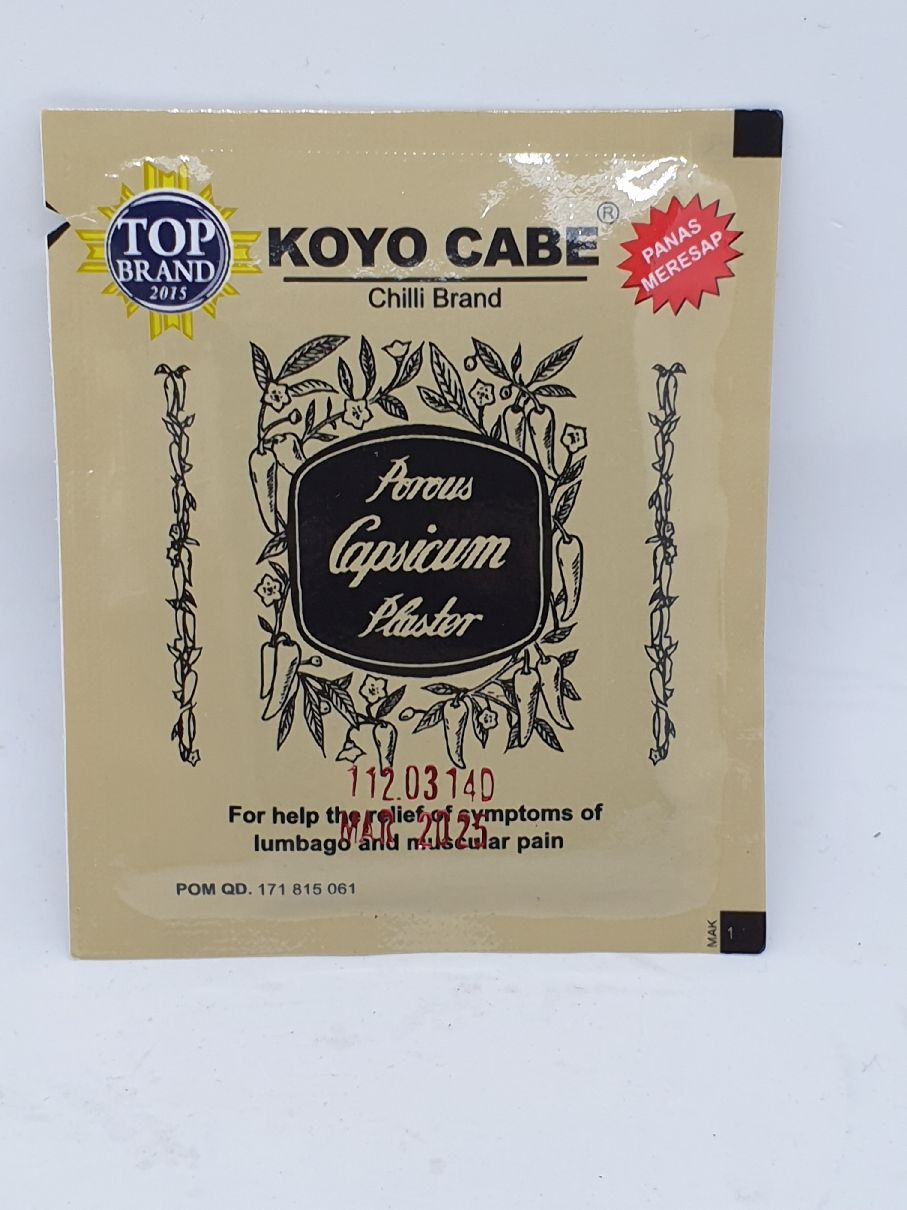 TOP
BRAND
2015
KOYO CABE®
Chilli Brand
PANAS
MERESAP
Porous
Capsicum
Plaster
112.0314D
For help the relief of symptoms of
MAR 2025
lumbago and muscular pain
POM QD. 171 815 061
MAK
1